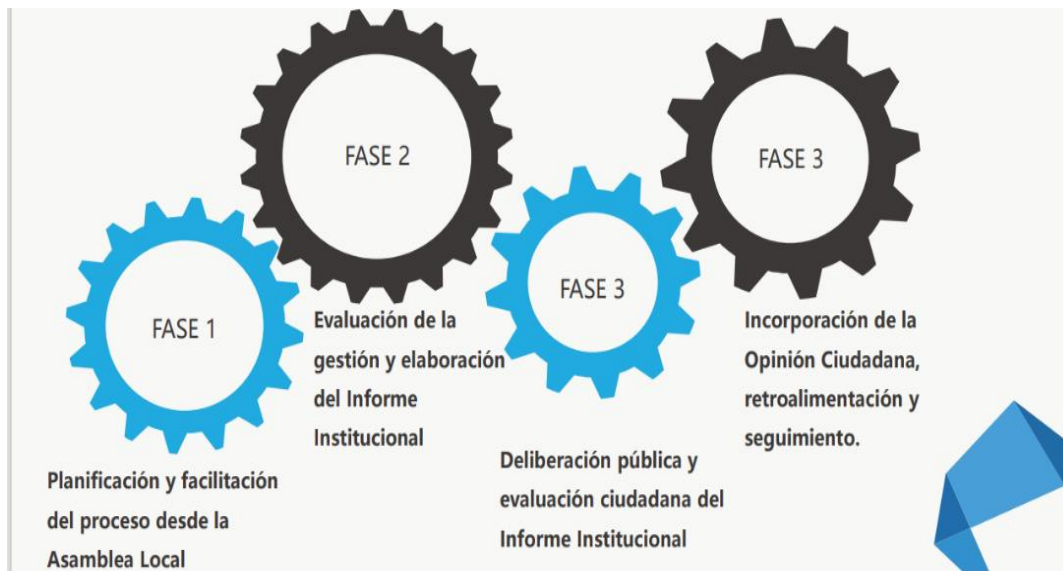 FASE 1
Planificación y facilitación
del proceso desde la
Asamblea Local
FASE 2
Evaluación de la
gestión y elaboración
del Informe
Institucional
FASE 3
Deliberación pública y
evaluación ciudadana del
Informe Institucional
FASE 3
Incorporación de la
Opinión Ciudadana,
retroalimentación y
seguimiento.